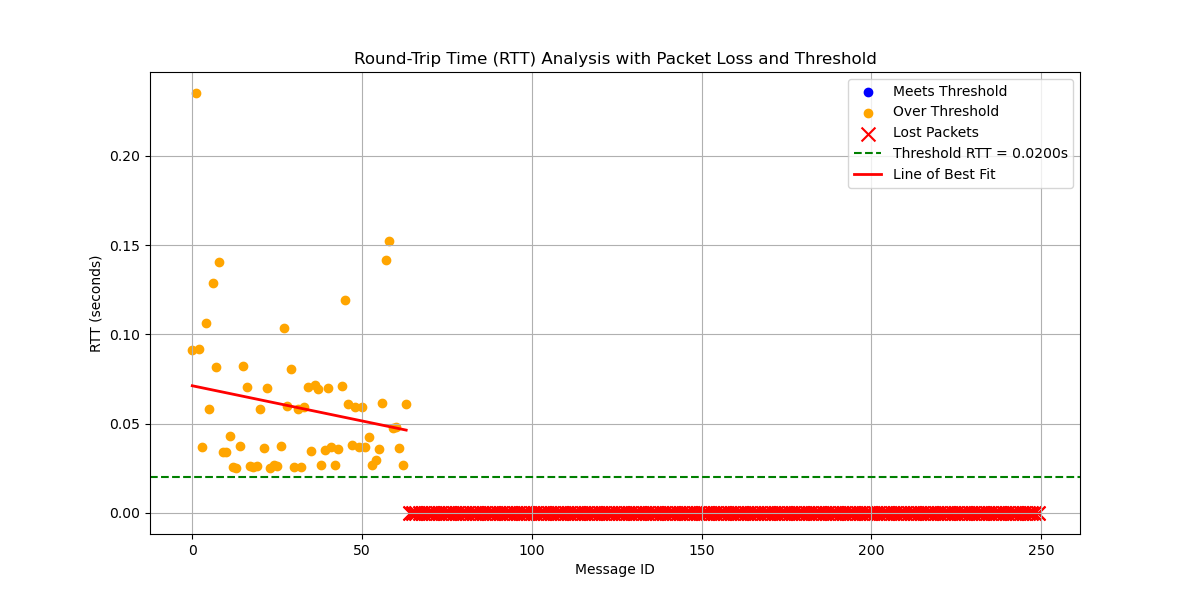 Round-Trip Time (RTT) Analysis with Packet Loss and Threshold
Meets Threshold
Over Threshold
Lost Packets
Threshold RTT = 0.0200s
Line of Best Fit
RTT (seconds)
0.20
0.15
0.10
0.05
0.00
0 50 100 150 200 250
Message ID